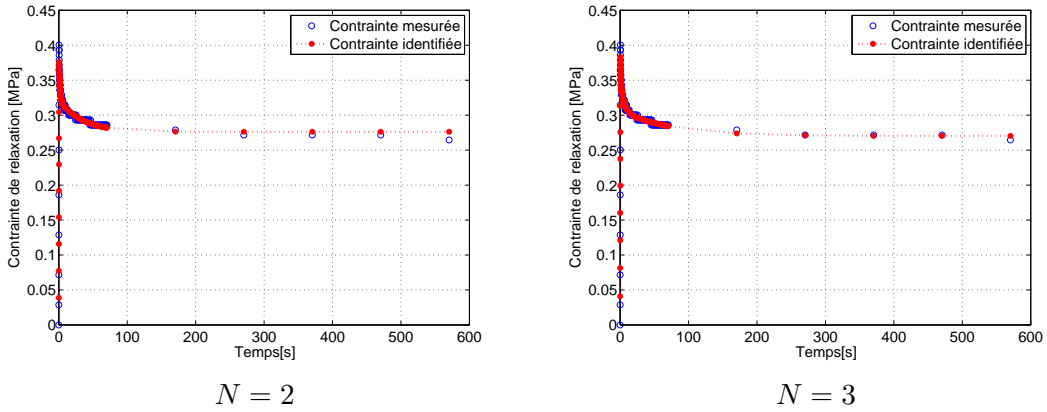 Contrainte de relaxation [MPa]
0.45
0.4
0.35
0.3
0.25
0.2
0.15
0.1
0.05
0
0 100 200 300 400 500 600
Temps[s]
Contrainte mesurée
Contrainte identifiée
N = 2
Contrainte de relaxation [MPa]
0.45
0.4
0.35
0.3
0.25
0.2
0.15
0.1
0.05
0
0 100 200 300 400 500 600
Temps[s]
Contrainte mesurée
Contrainte identifiée
N = 3